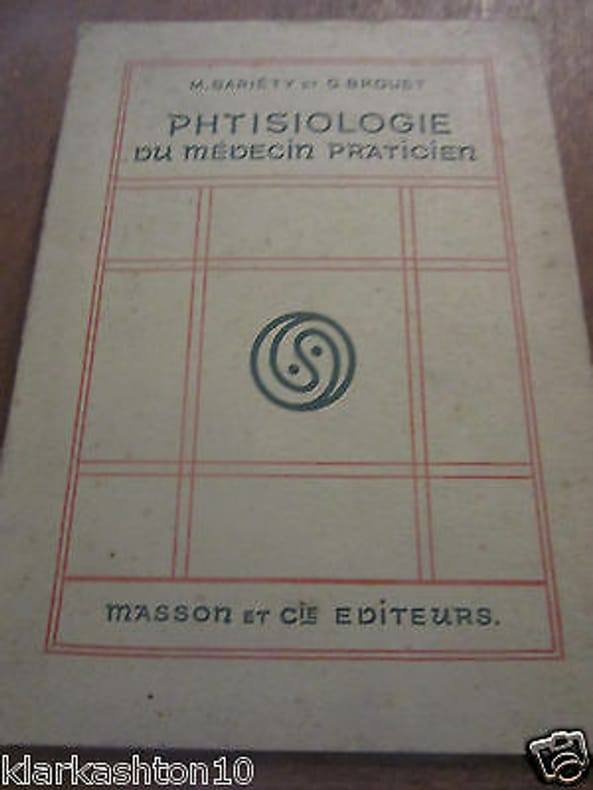 M. BARIÉTY ET G. BROUET
PHTISIOLOGIE
DU MÉDECIN PRATICIEN
MASSON ET CIE EDITEURS.
klarkashton10